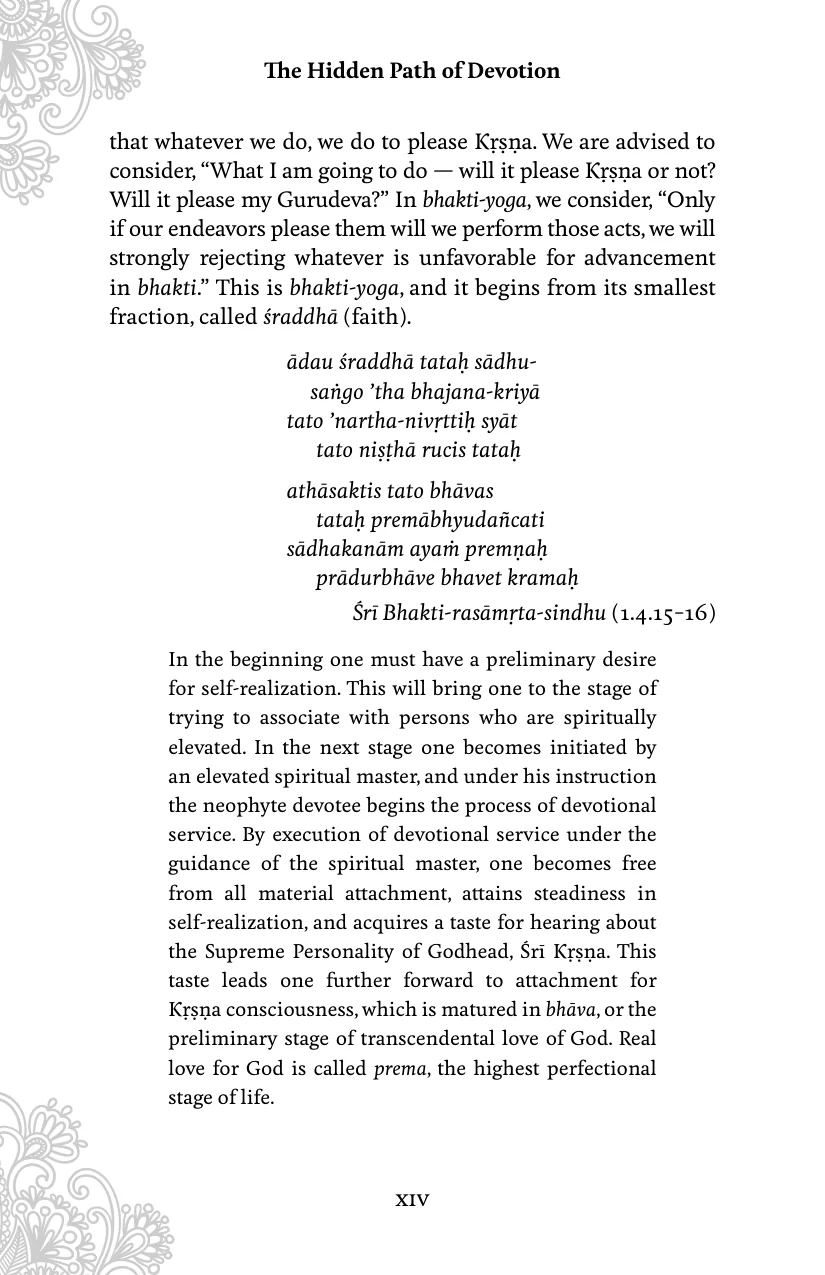 The Hidden Path of Devotion
that whatever we do, we do to please Kṛṣṇa. We are advised to
consider, “What I am going to do — will it please Kṛṣṇa or not?
Will it please my Gurudeva?” In bhakti-yoga, we consider, “Only
if our endeavors please them will we perform those acts, we will
strongly rejecting whatever is unfavorable for advancement
in bhakti.” This is bhakti-yoga, and it begins from its smallest
fraction, called śraddhā (faith).
ādau śraddhā tataḥ sādhu-
saṅgo ’tha bhajana-kriyā
tato ’nartha-nivṛttiḥ syāt
tato niṣṭhā rucis tataḥ
athāsaktis tato bhāvas
tataḥ premābhyudañcati
sādhakanām ayaṁ premṇaḥ
prādurbhāve bhavet kramaḥ
Śrī Bhakti-rasāmṛta-sindhu (1.4.15–16)
In the beginning one must have a preliminary desire
for self-realization. This will bring one to the stage of
trying to associate with persons who are spiritually
elevated. In the next stage one becomes initiated by
an elevated spiritual master, and under his instruction
the neophyte devotee begins the process of devotional
service. By execution of devotional service under the
guidance of the spiritual master, one becomes free
from all material attachment, attains steadiness in
self-realization, and acquires a taste for hearing about
the Supreme Personality of Godhead, Śrī Kṛṣṇa. This
taste leads one further forward to attachment for
Kṛṣṇa consciousness, which is matured in bhāva, or the
preliminary stage of transcendental love of God. Real
love for God is called prema, the highest perfectional
stage of life.
XIV